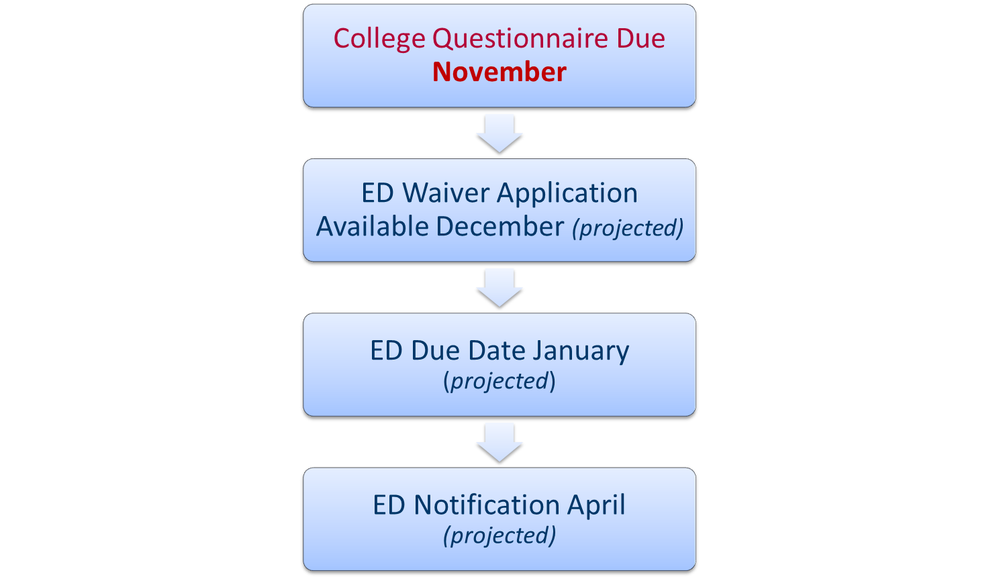 College Questionnaire Due
November
ED Waiver Application
Available December (projected)
ED Due Date January
(projected)
ED Notification April
(projected)